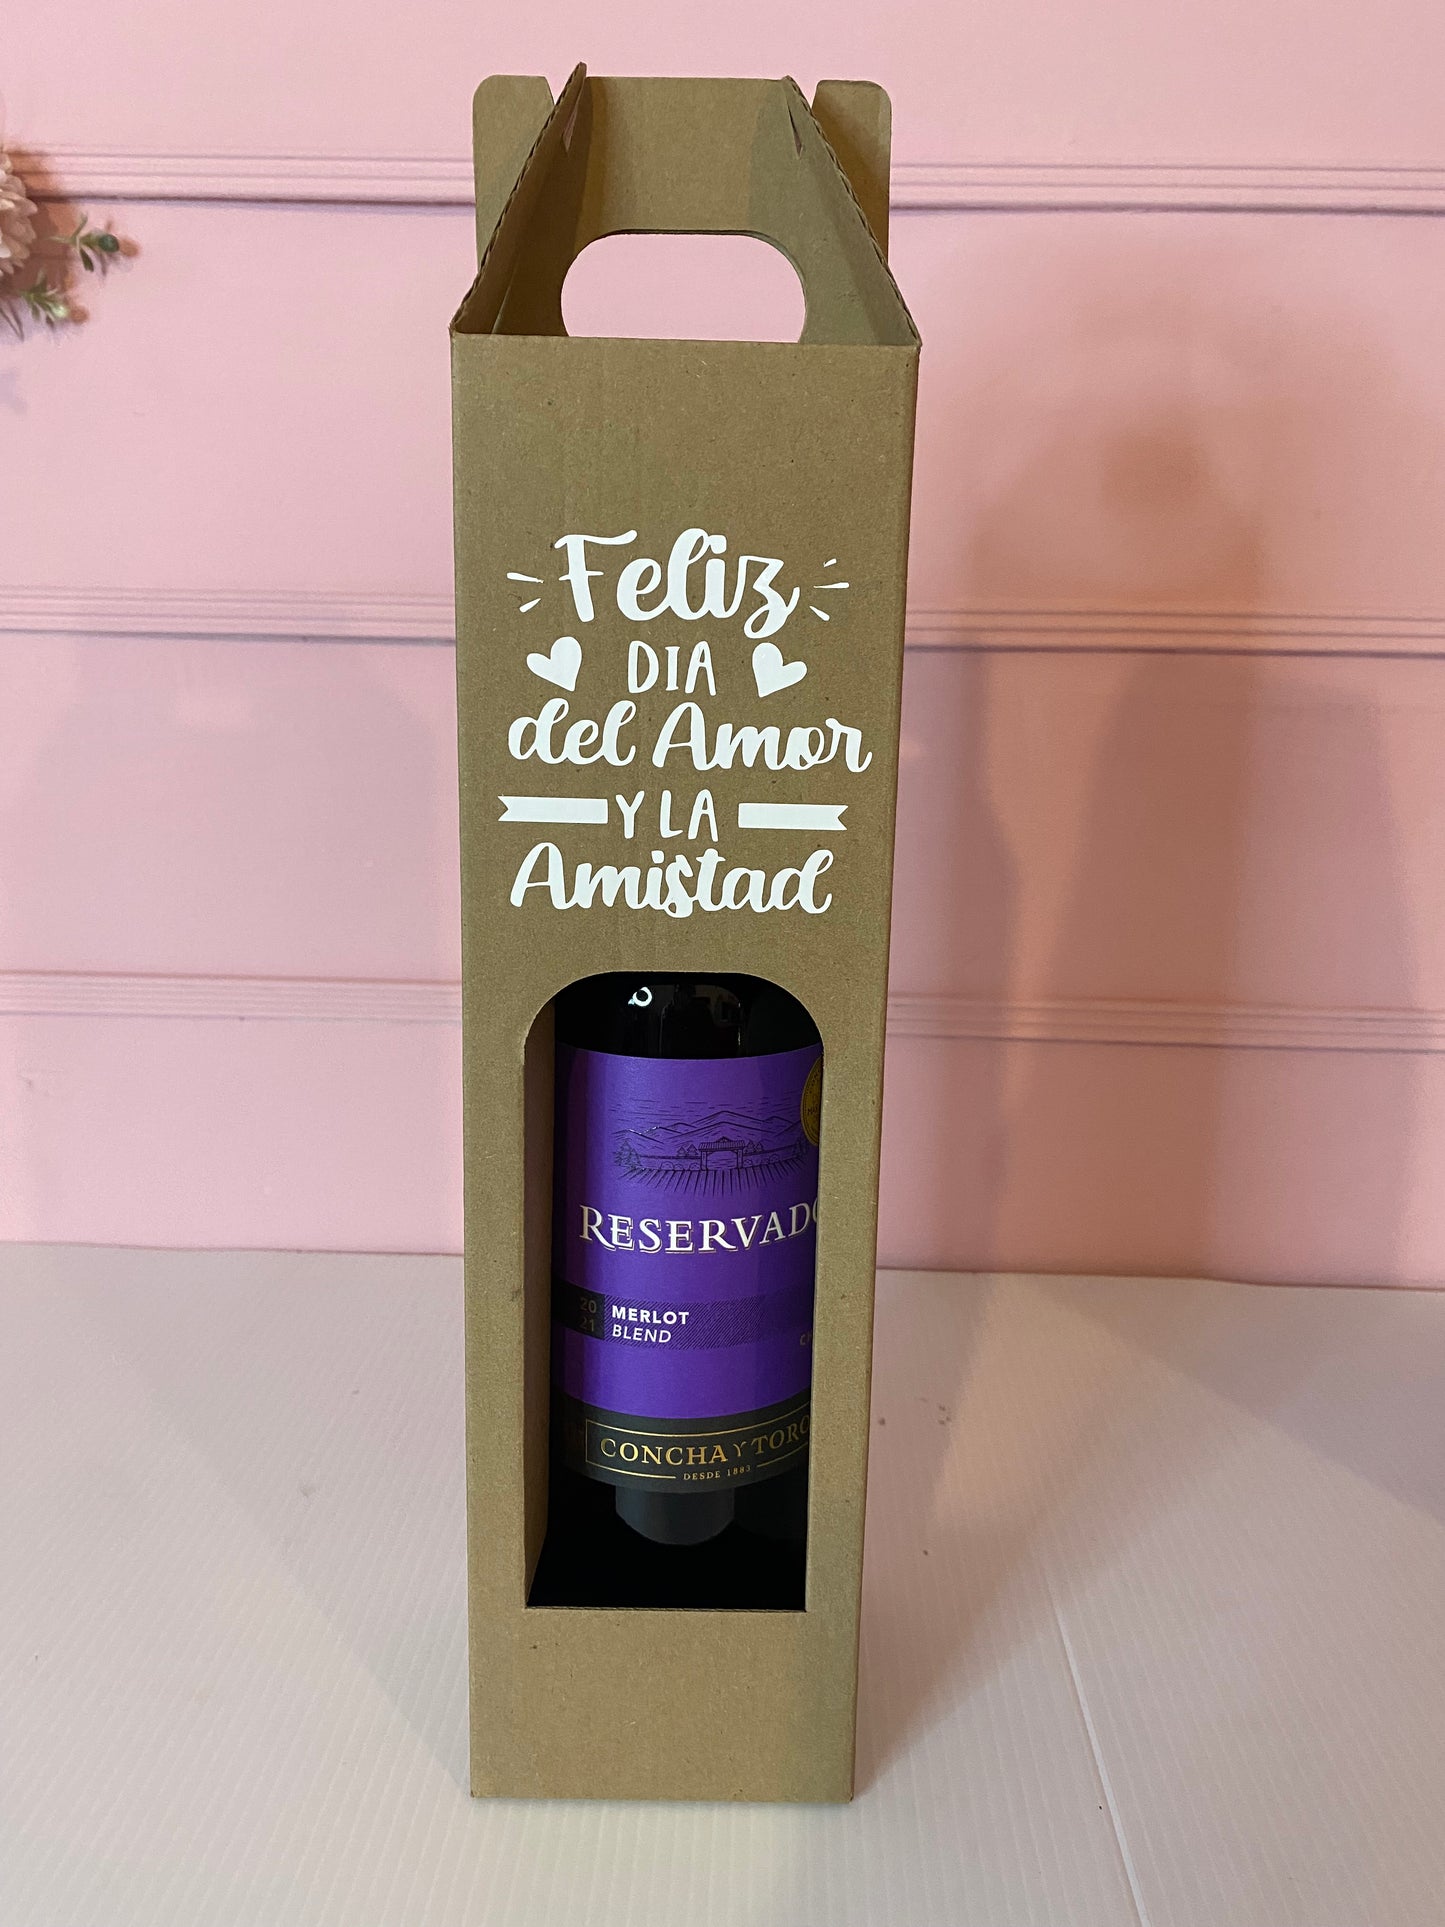 Feliz
DIA
del Amor
Y LA
Amistad
RESERVADO
20
21
MERLOT
BLEND
CONCHA Y TORO
DESDE 1883